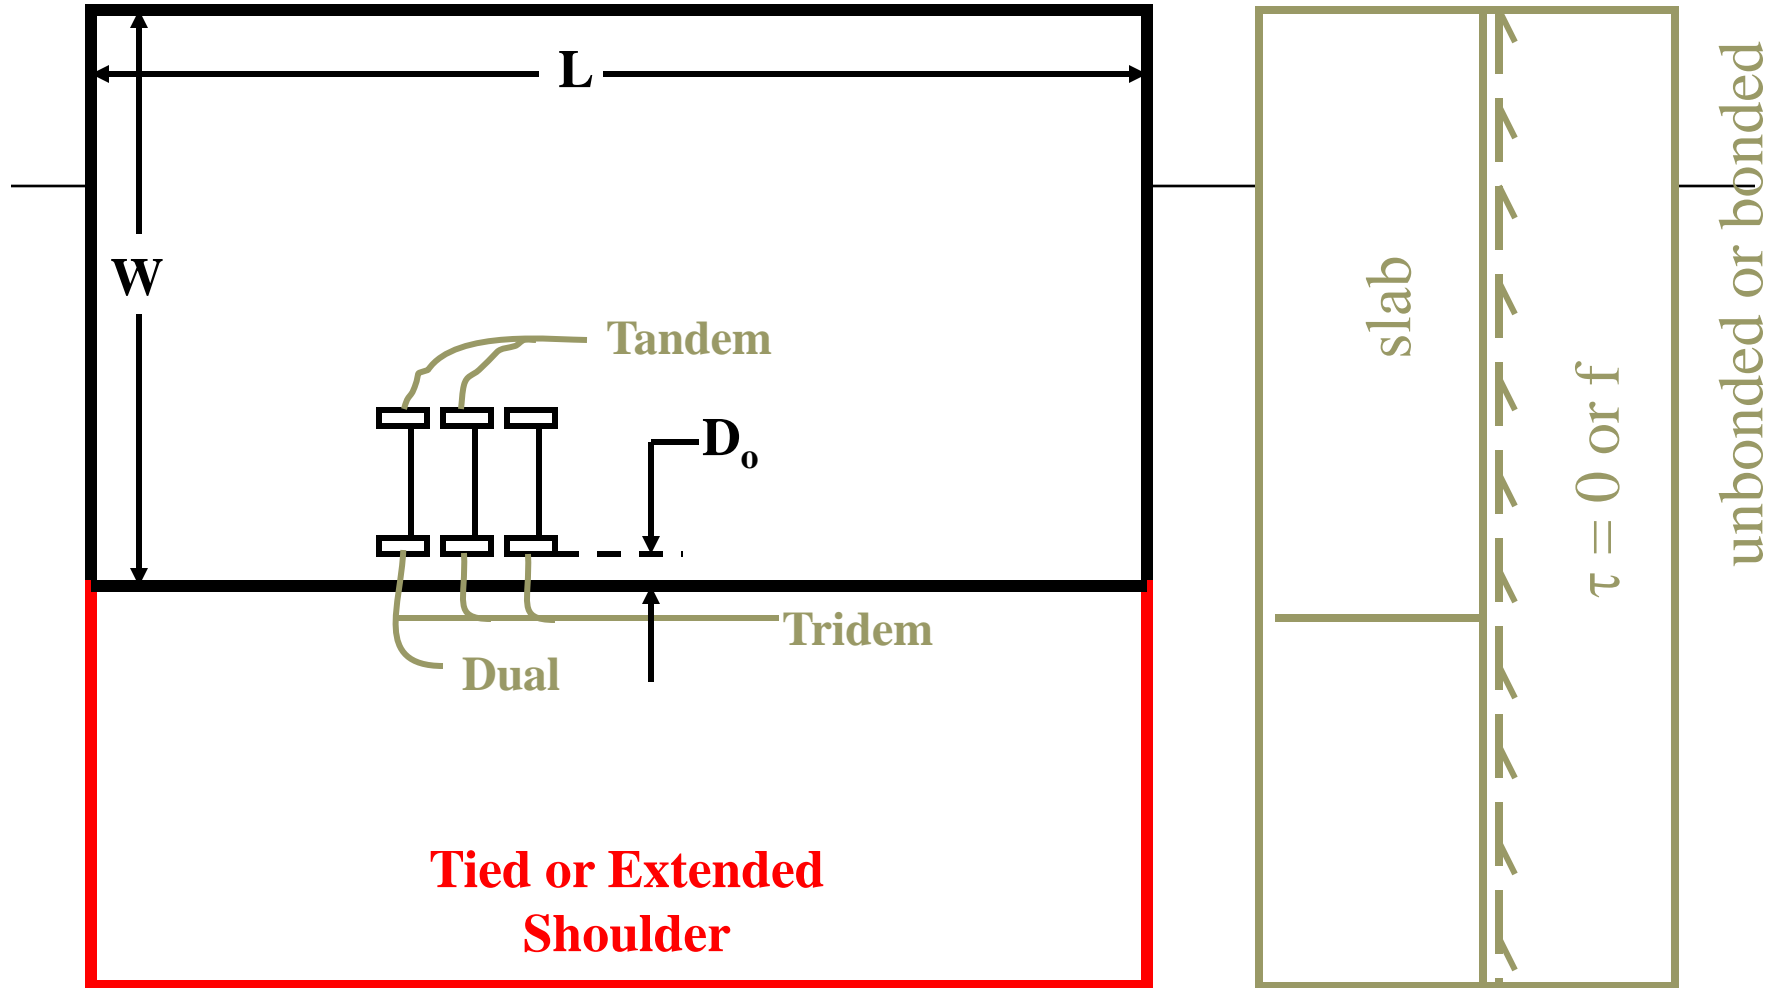 L
W
Tandem
Dₒ
Tridem
Dual
Tied or Extended
Shoulder
slab
τ = 0 or f
unbonded or bonded